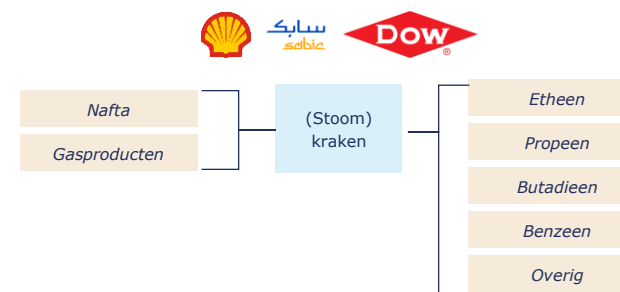 سابك
sabic
DOW
®
Nafta
Gasproducten
(Stoom)
kraken
Etheen
Propeen
Butadieen
Benzeen
Overig